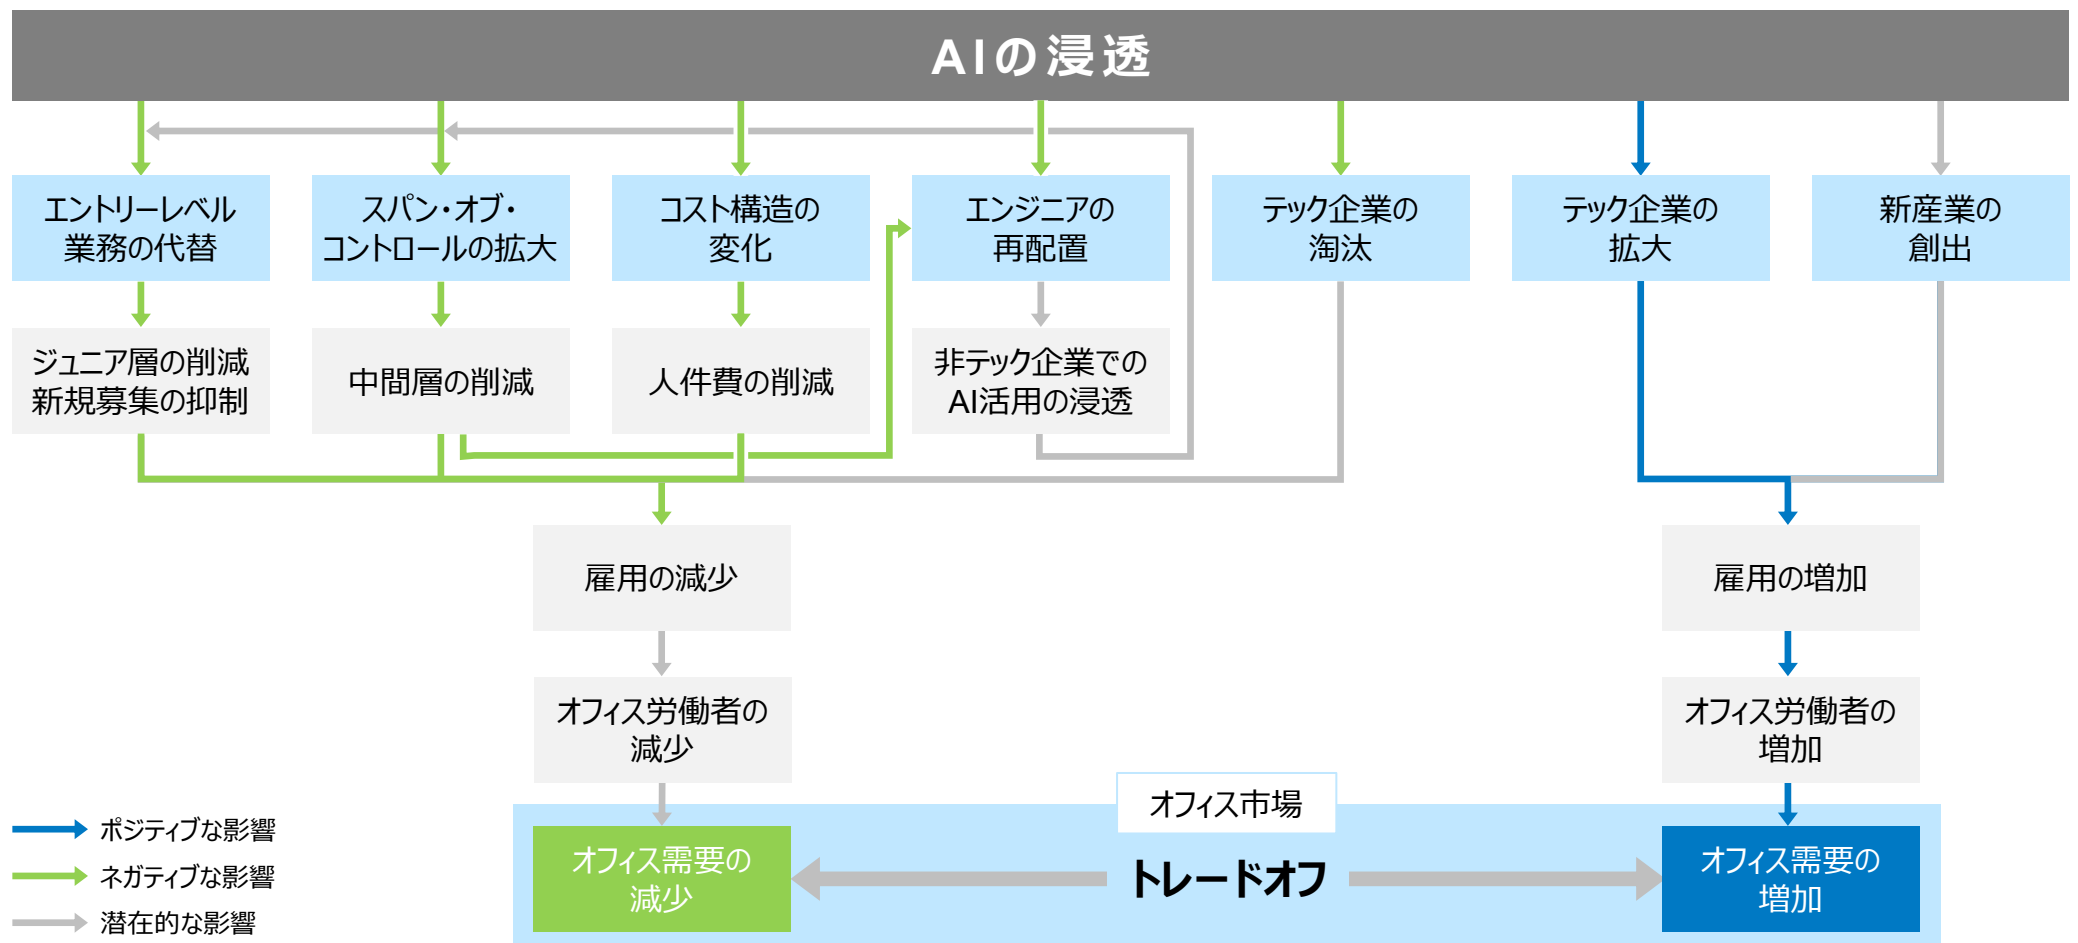 AIの浸透
エントリーレベル
業務の代替
スパン・オブ・
コントロールの拡大
コスト構造の
変化
エンジニアの
再配置
テック企業の
淘汰
テック企業の
拡大
新産業の
創出
ジュニア層の削減
新規募集の抑制
中間層の削減
人件費の削減
非テック企業での
AI活用の浸透
雇用の減少
雇用の増加
オフィス労働者の
減少
オフィス労働者の
増加
オフィス市場
オフィス需要の
減少
トレードオフ
オフィス需要の
増加
ポジティブな影響
ネガティブな影響
潜在的な影響